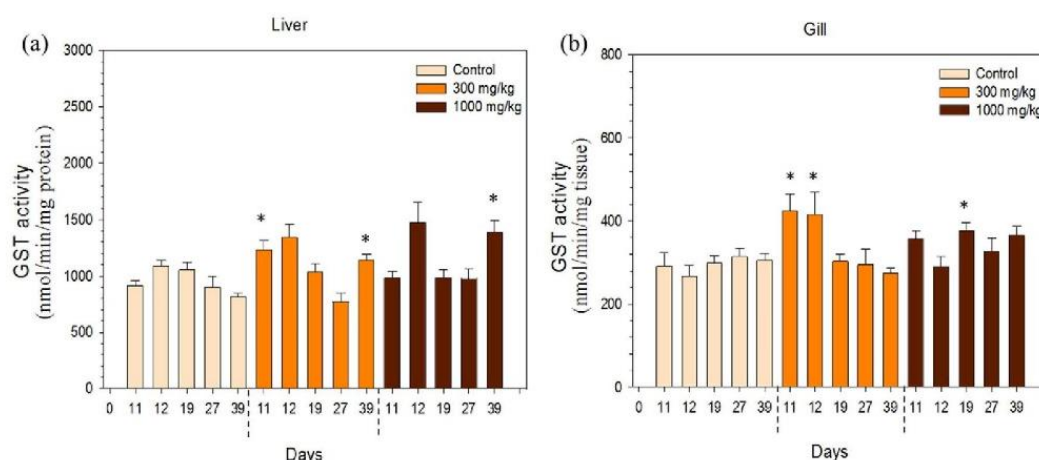 Liver
(a)
3000
2500
2000
1500
1000
500
0
GST activity
(nmol/min/mg protein)
Control
300 mg/kg
1000 mg/kg
*
*
*
0 11 12 19 27 39 11 12 19 27 39 11 12 19 27 39
Days
Gill
(b)
800
600
400
200
0
GST activity
(nmol/min/mg tissue)
Control
300 mg/kg
1000 mg/kg
* *
*
0 11 12 19 27 39 11 12 19 27 39 11 12 19 27 39
Days